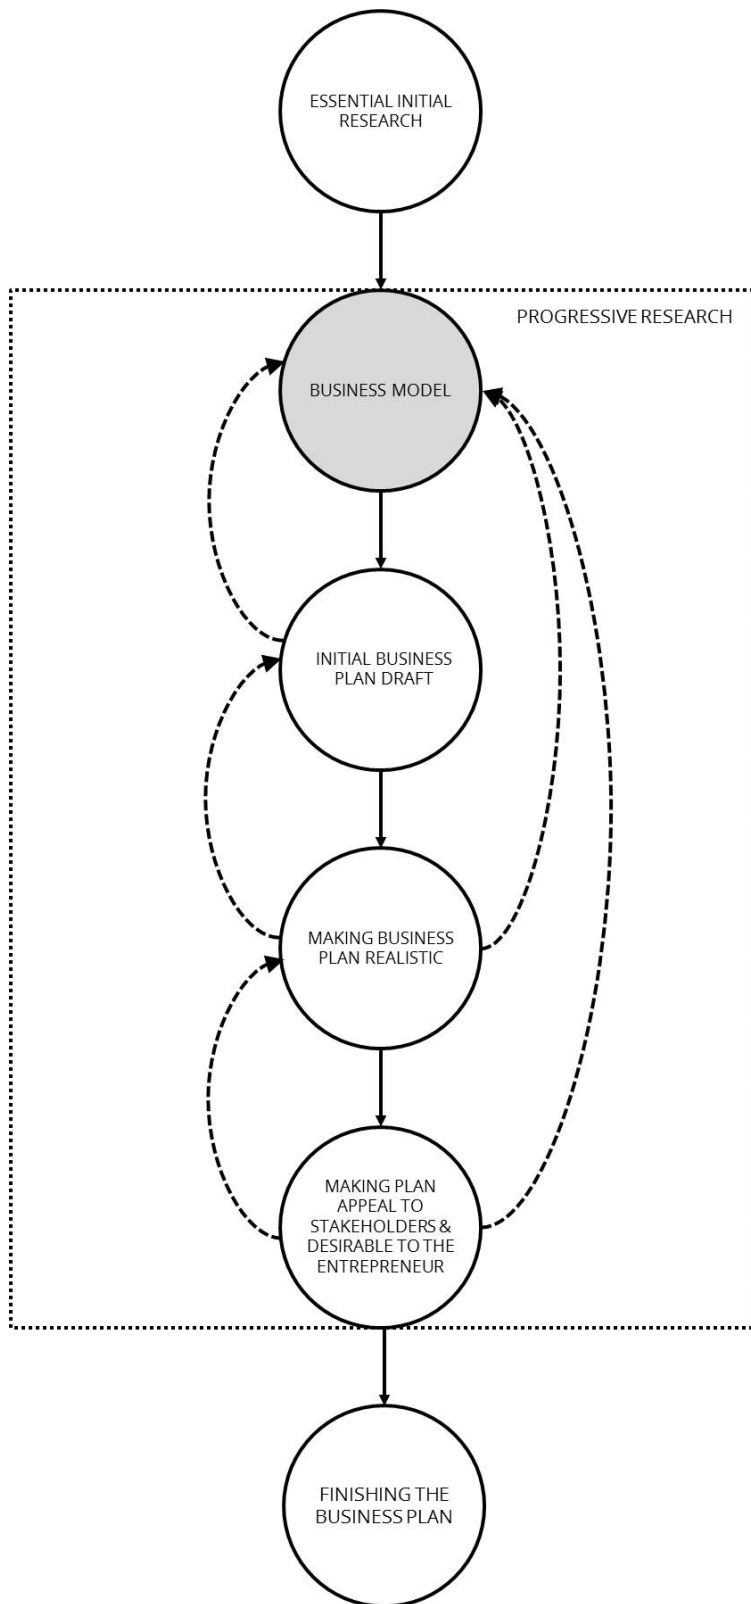 ESSENTIAL INITIAL
RESEARCH
PROGRESSIVE RESEARCH
BUSINESS MODEL
INITIAL BUSINESS
PLAN DRAFT
MAKING BUSINESS
PLAN REALISTIC
MAKING PLAN
APPEAL TO
STAKEHOLDERS &
DESIRABLE TO THE
ENTREPRENEUR
FINISHING THE
BUSINESS PLAN